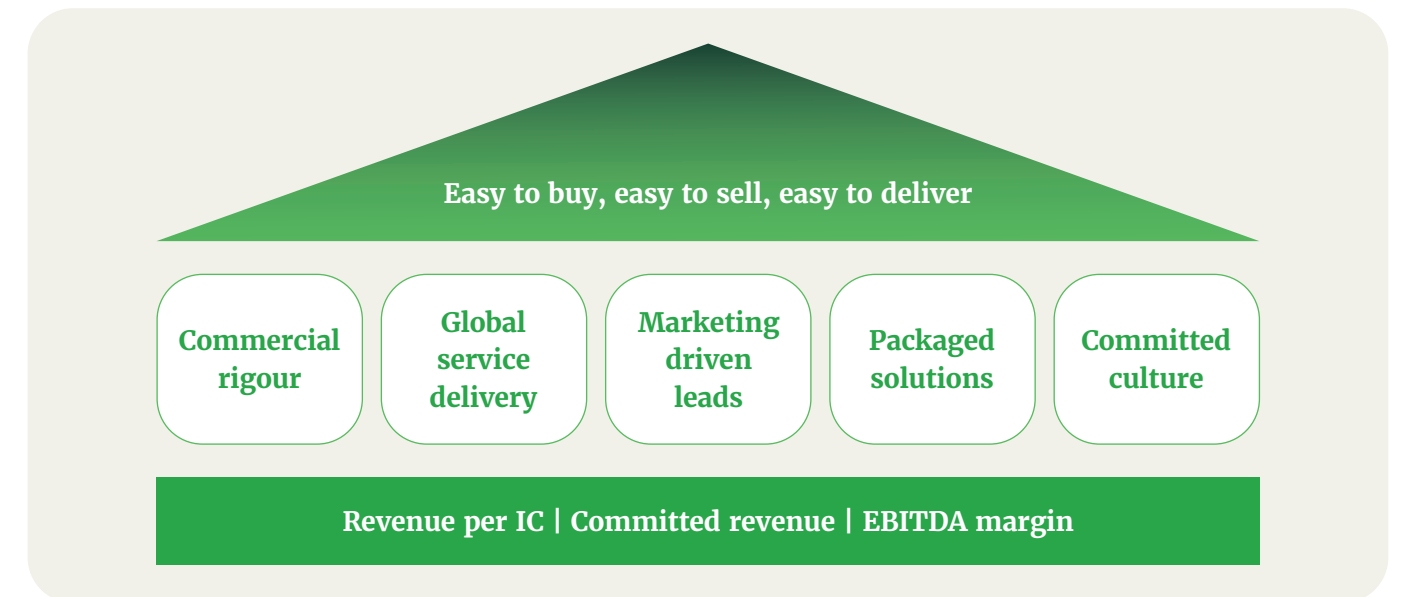 Easy to buy, easy to sell, easy to deliver
Commercial
rigour
Global
service
delivery
Marketing
driven
leads
Packaged
solutions
Committed
culture
Revenue per IC | Committed revenue | EBITDA margin